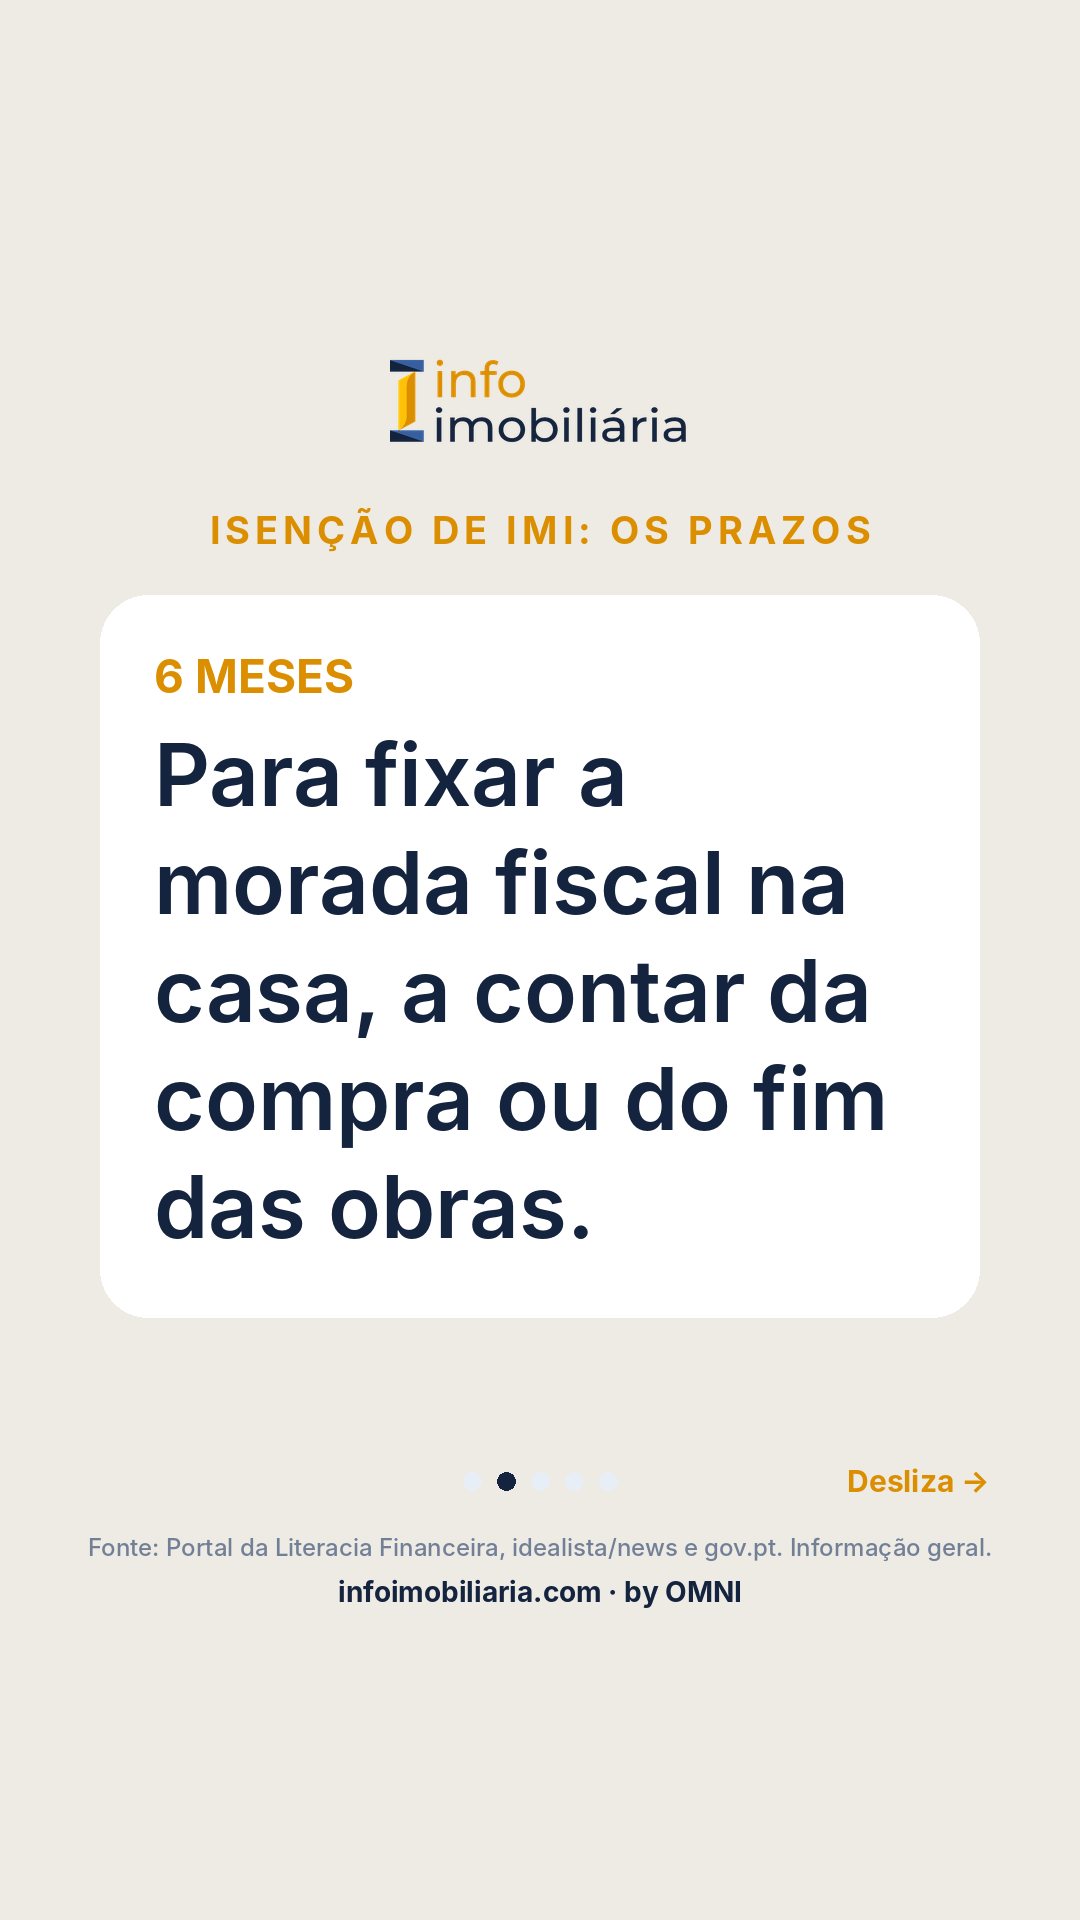 info
imobiliária
ISENÇÃO DE IMI: OS PRAZOS
6 MESES
Para fixar a
morada fiscal na
casa, a contar da
compra ou do fim
das obras.
Desliza →
Fonte: Portal da Literacia Financeira, idealista/news e gov.pt. Informação geral.
infoimobiliaria.com · by OMNI